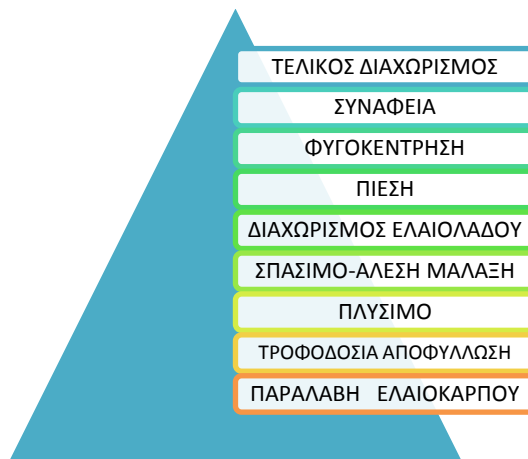 ΤΕΛΙΚΟΣ ΔΙΑΧΩΡΙΣΜΟΣ
ΣΥΝΑΦΕΙΑ
ΦΥΓΟΚΕΝΤΡΗΣΗ
ΠΙΕΣΗ
ΔΙΑΧΩΡΙΣΜΟΣ ΕΛΑΙΟΛΑΔΟΥ
ΣΠΑΣΙΜΟ-ΑΛΕΣΗ ΜΑΛΑΞΗ
ΠΛΥΣΙΜΟ
ΤΡΟΦΟΔΟΣΙΑ ΑΠΟΦΥΛΛΩΣΗ
ΠΑΡΑΛΑΒΗ ΕΛΑΙΟΚΑΡΠΟΥ